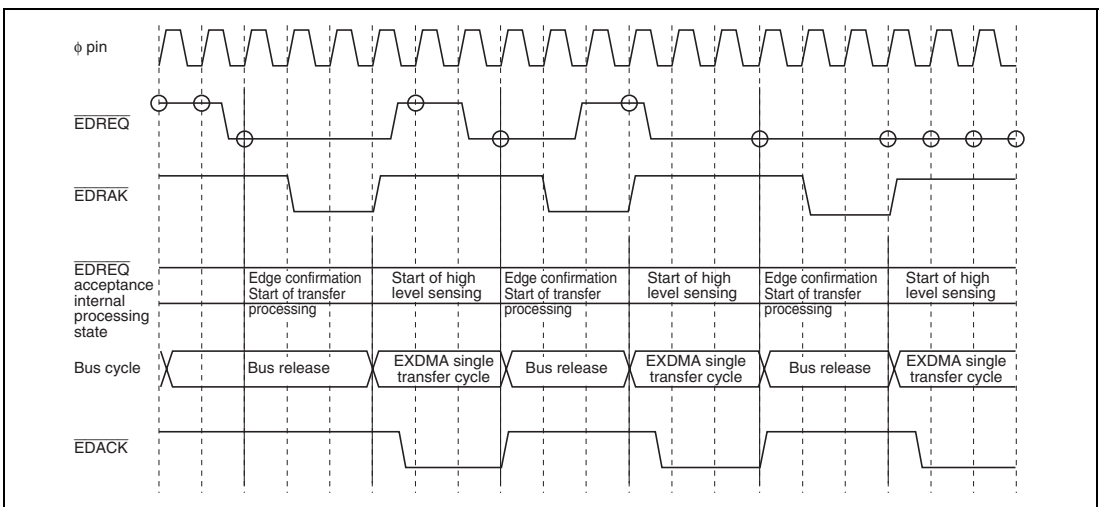 φ pin
EDREQ
EDRAK
EDREQ
acceptance
internal
processing
state
Edge confirmation
Start of transfer
processing
Start of high
level sensing
Edge confirmation
Start of transfer
processing
Start of high
level sensing
Edge confirmation
Start of transfer
processing
Start of high
level sensing
Bus cycle
Bus release
EXDMA single
transfer cycle
Bus release
EXDMA single
transfer cycle
Bus release
EXDMA single
transfer cycle
EDACK